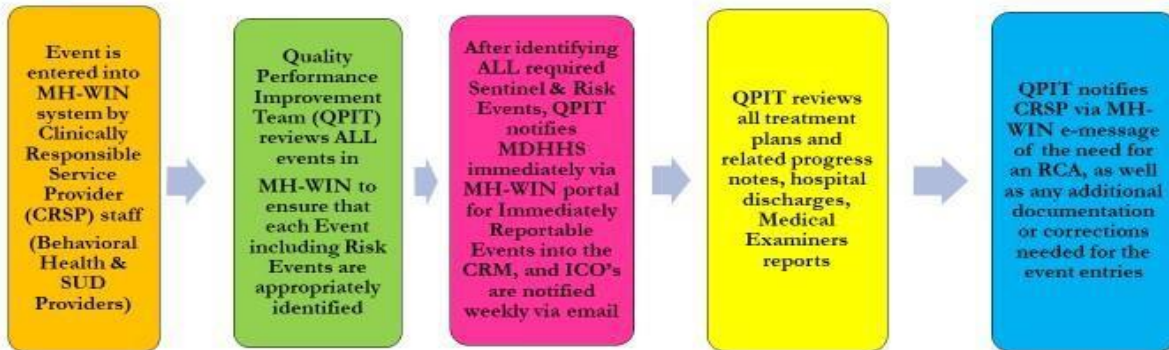 Event is
entered into
MH-WIN
system by
Clinically
Responsible
Service
Provider
(CRSP) staff
(Behavioral
Health &
SUD
Providers)
Quality
Performance
Improvement
Team (QPIT)
reviews ALL
events in
MH-WIN to
ensure that
each Event
including Risk
Events are
appropriately
identified
After identifying
ALL required
Sentinel & Risk
Events, QPIT
notifies
MDHHS
immediately via
MH-WIN portal
for Immediately
Reportable
Events into the
CRM, and ICO's
are notified
weekly via email
QPIT reviews
all treatment
plans and
related progress
notes, hospital
discharges,
Medical
Examiners
reports
QPIT notifies
CRSP via MH-
WIN e-message
of the need for
an RCA, as well
as any additional
documentation
or corrections
needed for the
event entries